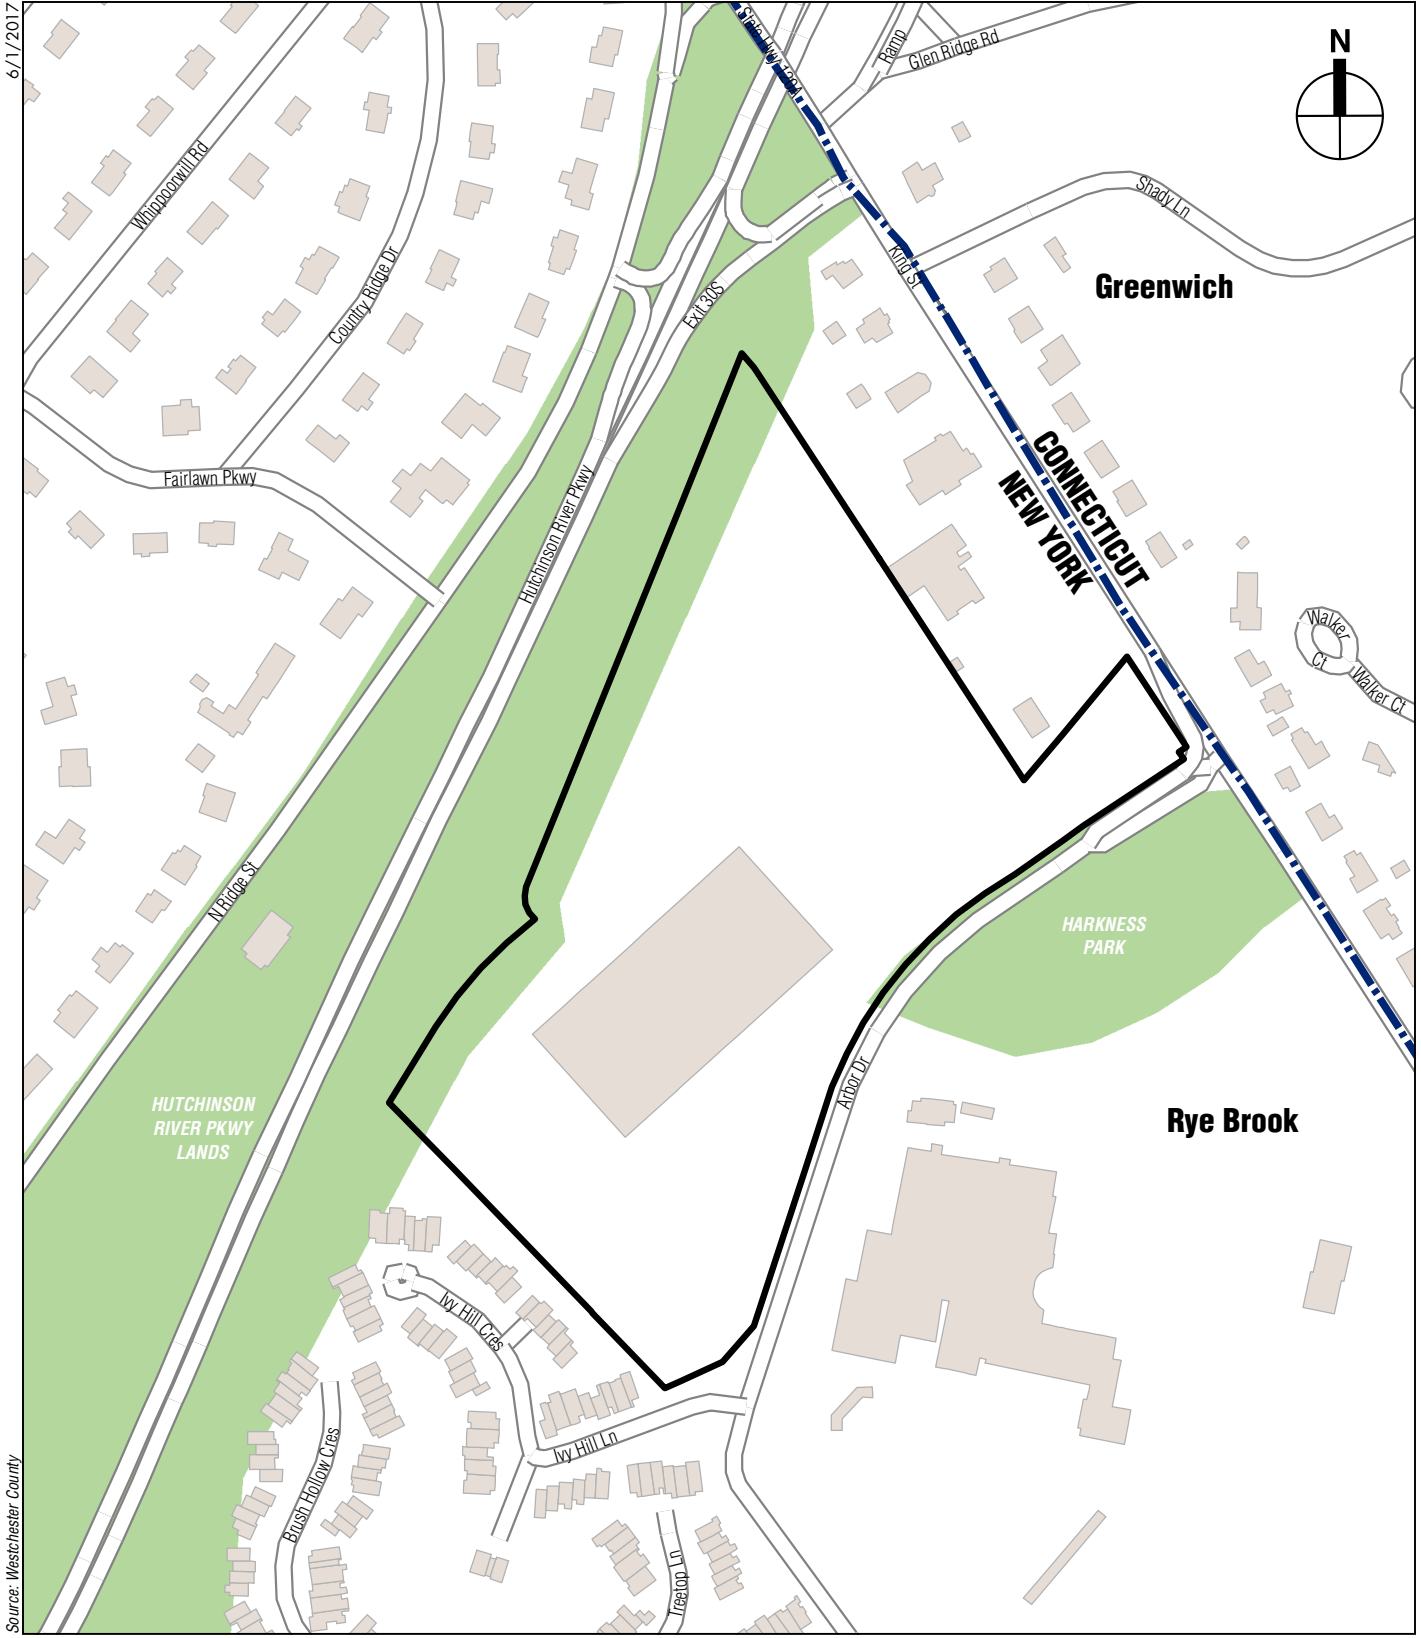 6/1/2017
State Hwy 120A
Ramp
Glen Ridge Rd
N
Whippoorwill Rd
Shady Ln
Country Ridge Dr
King St
Greenwich
Exit 30S
Fairlawn Pkwy
Hutchinson River Pkwy
CONNECTICUT
NEW YORK
Walker
Ct
Walker Ct
N Ridge St
HARKNESS
PARK
Arbor Dr
HUTCHINSON
RIVER PKWY
LANDS
Rye Brook
Ivy Hill Cres
Ivy Hill Ln
Brush Hollow Cres
Treetop Ln
Source: Westchester County